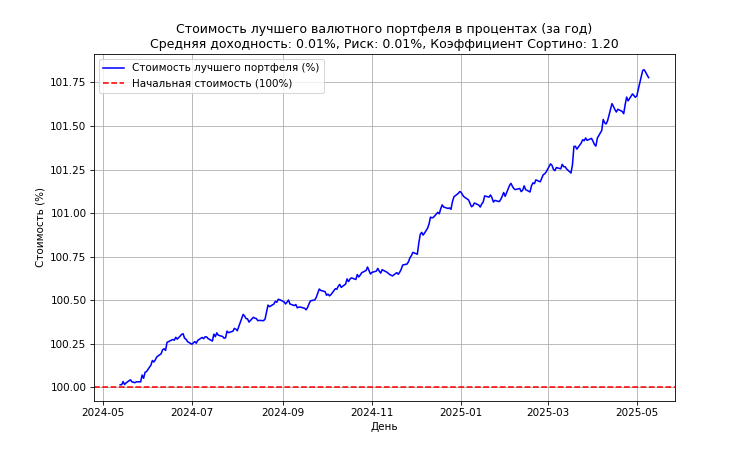 Стоимость лучшего валютного портфеля в процентах (за год)
Средняя доходность: 0.01%, Риск: 0.01%, Коэффициент Сортино: 1.20
Стоимость лучшего портфеля (%)
Начальная стоимость (100%)
Стоимость (%)
101.75
101.50
101.25
101.00
100.75
100.50
100.25
100.00
2024-05
2024-07
2024-09
2024-11
2025-01
2025-03
2025-05
День